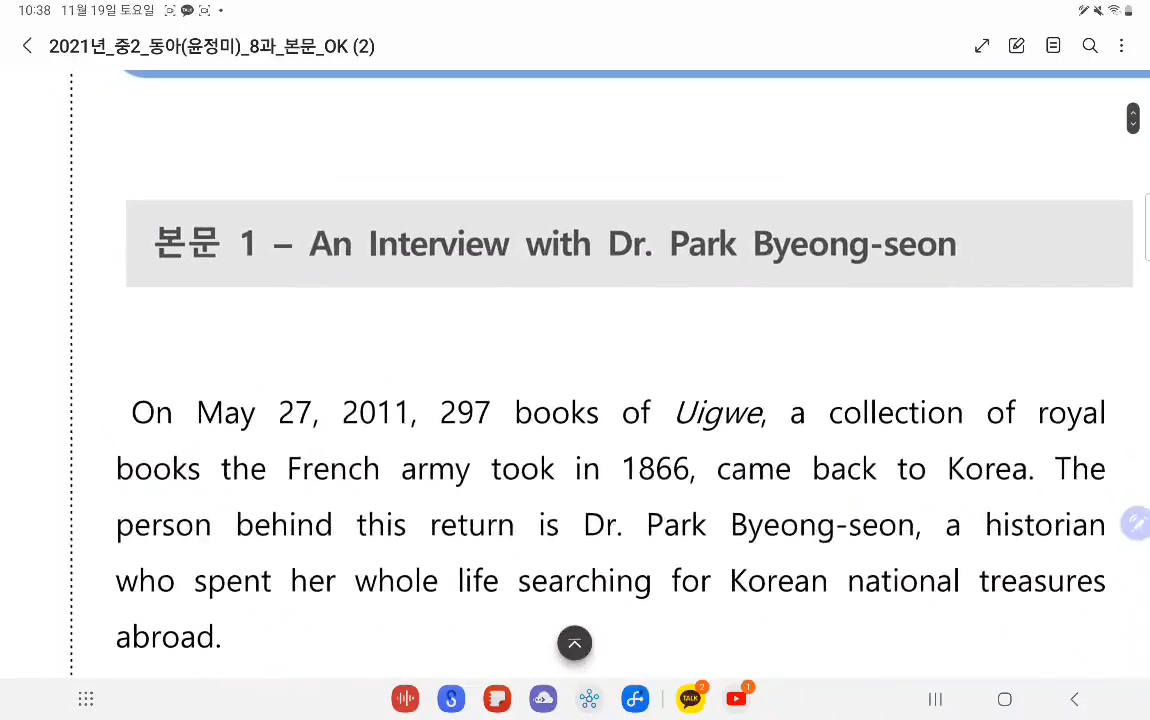 10:38 11월 19일 토요일
2021년_중2_동아(윤정미)_8과_본문_OK (2)
본문 1 – An Interview with Dr. Park Byeong-seon
On May 27, 2011, 297 books of Uigwe, a collection of royal
books the French army took in 1866, came back to Korea. The
person behind this return is Dr. Park Byeong-seon, a historian
who spent her whole life searching for Korean national treasures
abroad.
TALK 2 1